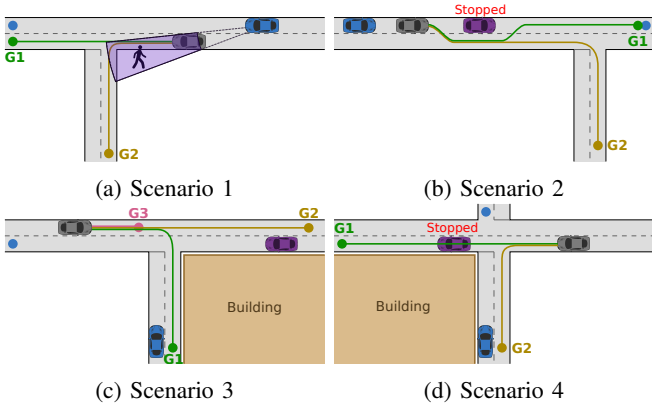 G1
G2
(a) Scenario 1
Stopped
G1
G2
(b) Scenario 2
G3
G2
Building
G1
(c) Scenario 3
G1
Stopped
Building
G2
(d) Scenario 4